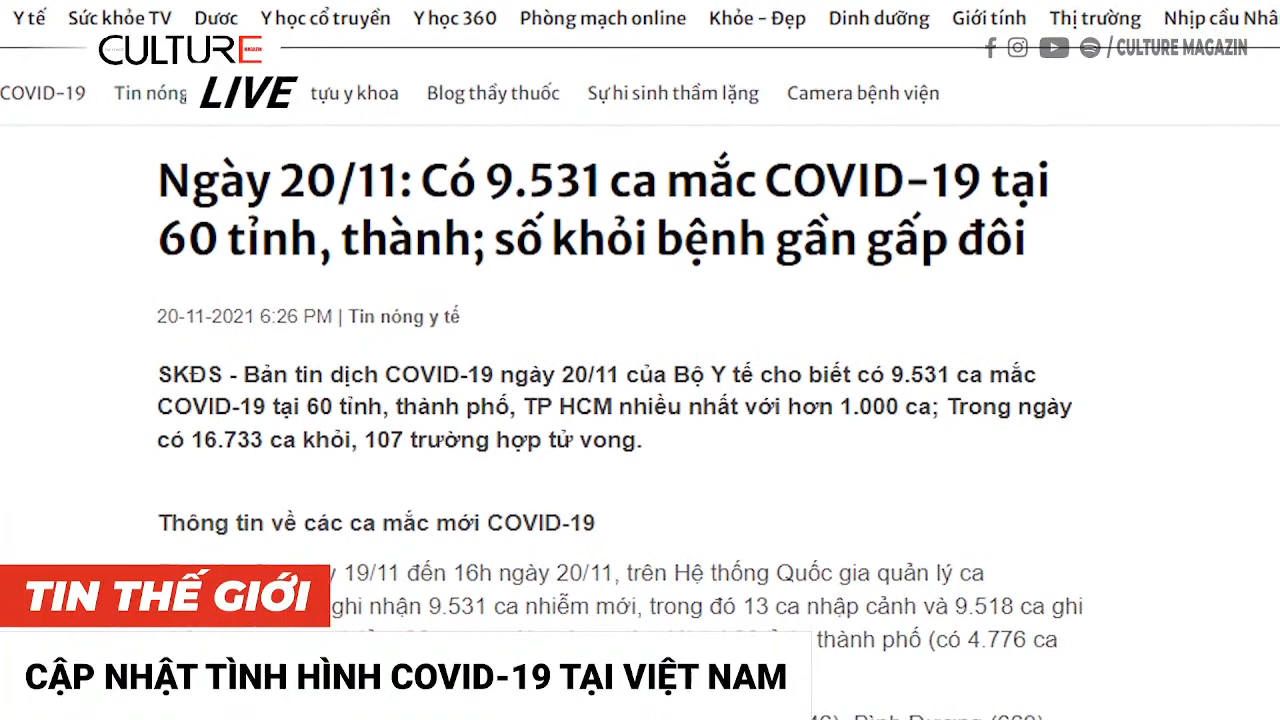 Y tế Sức khỏe TV Dược Y học cổ truyền Y học 360 Phòng mạch online Khỏe - Đẹp Dinh dưỡng Giới tính Thị trường Nhịp cầu Nhâ
CULTURE
MAGAZIN
/ CULTURE MAGAZIN
COVID-19 Tin nóng tựu y khoa Blog thầy thuốc Sự hi sinh thầm lặng Camera bệnh viện
LIVE
Ngày 20/11: Có 9.531 ca mắc COVID-19 tại
60 tỉnh, thành; số khỏi bệnh gần gấp đôi
20-11-2021 6:26 PM | Tin nóng y tế
SKĐS - Bản tin dịch COVID-19 ngày 20/11 của Bộ Y tế cho biết có 9.531 ca mắc
COVID-19 tại 60 tỉnh, thành phố, TP HCM nhiều nhất với hơn 1.000 ca; Trong ngày
có 16.733 ca khỏi, 107 trường hợp tử vong.
Thông tin về các ca mắc mới COVID-19
19/11 đến 16h ngày 20/11, trên Hệ thống Quốc gia quản lý ca
ghi nhận 9.531 ca nhiễm mới, trong đó 13 ca nhập cảnh và 9.518 ca ghi
thành phố (có 4.776 ca
TIN THẾ GIỚI
CẬP NHẬT TÌNH HÌNH COVID-19 TẠI VIỆT NAM